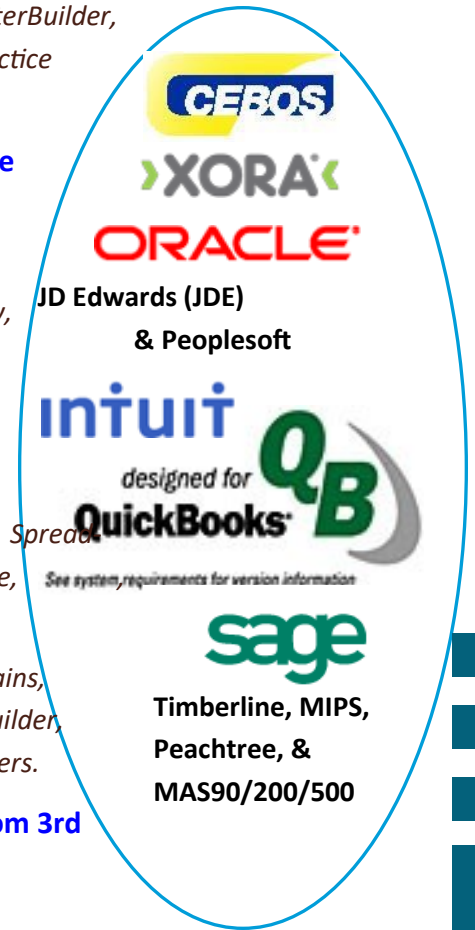 terBuilder,
CEBOS
ctice
XORA
e
ORACLE
JD Edwards (JDE)
& Peoplesoft
intuit
QB
designed for
QuickBooks
Spread-
e, ,
See system requirements for version information
sage
ains,
Timberline, MIPS,
uilder,
Peachtree, &
ers.
MAS90/200/500
om 3rd